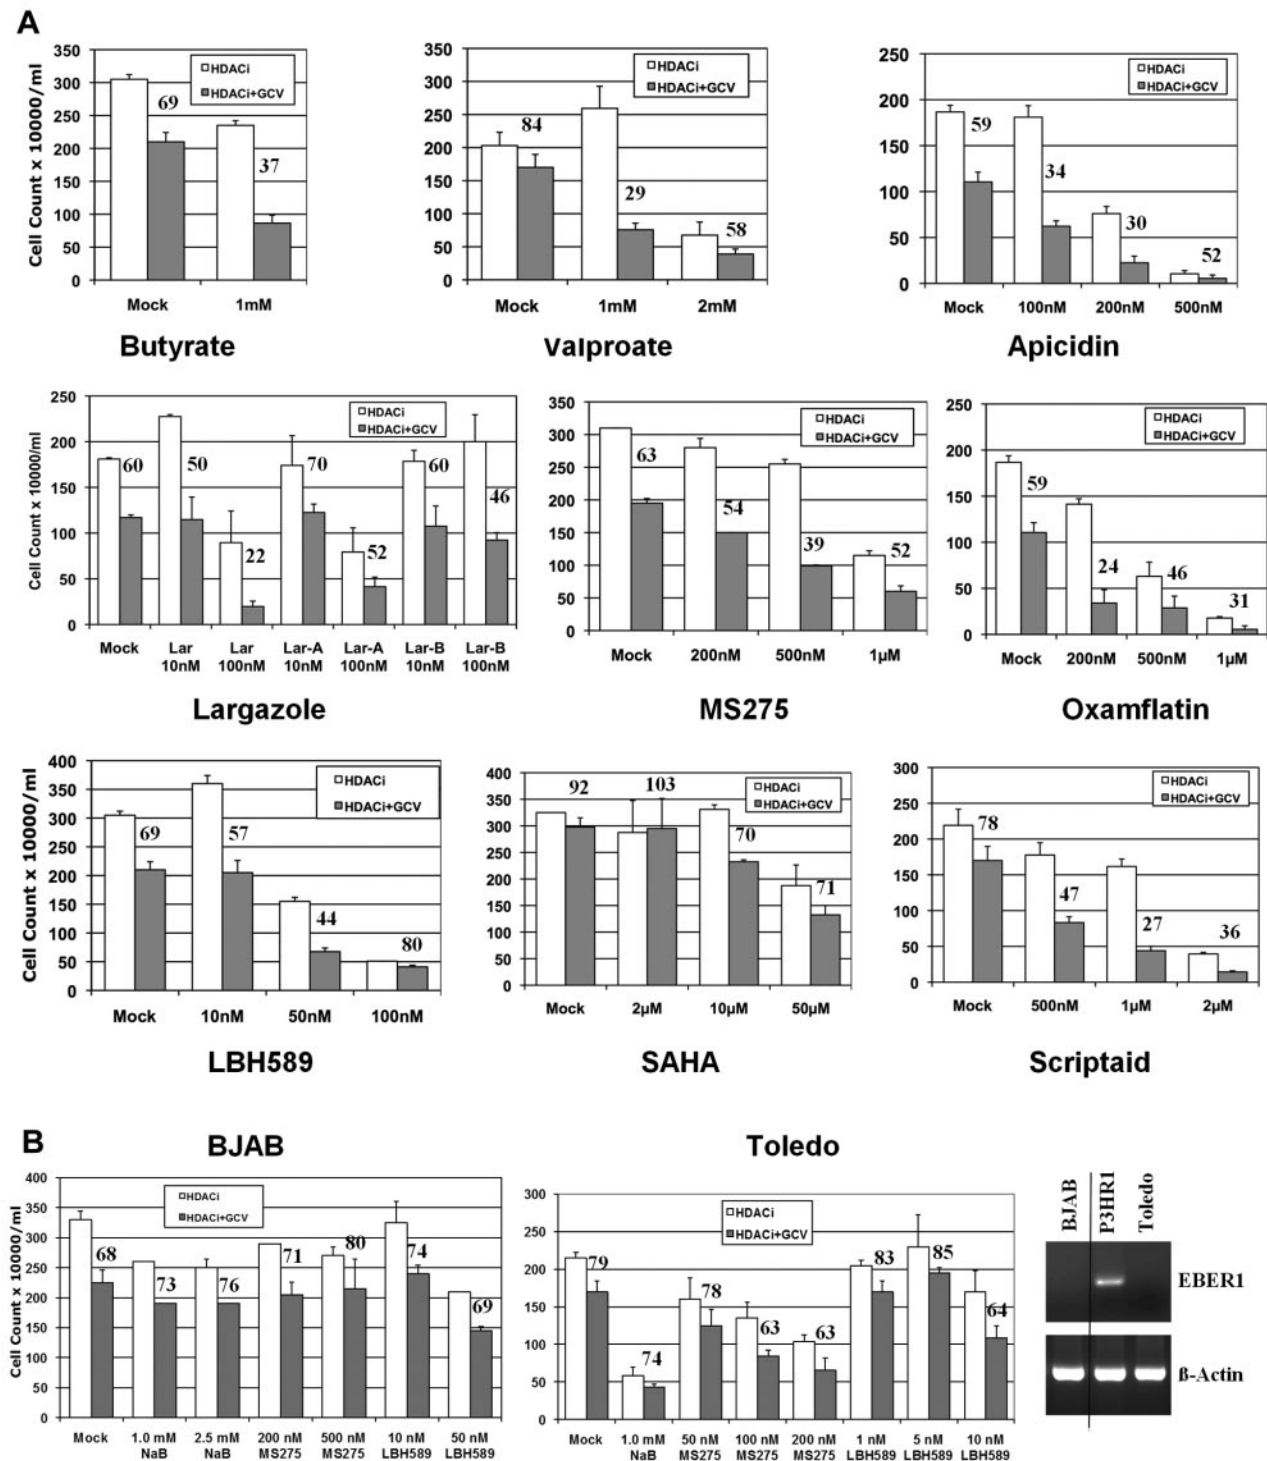 A
Cell Count x 10000/ml
350
300
250
200
150
100
50
0
HDACi
HDACi+GCV
69
37
Mock 1mM
Butyrate
350
300
250
200
150
100
50
0
HDACi
HDACi+GCV
84
29
58
Mock 1mM 2mM
Valproate
250
200
150
100
50
0
HDACi
HDACi+GCV
59
34
30
52
Mock 100nM 200nM 500nM
Apicidin
Cell Count x 10000/ml
250
200
150
100
50
0
HDACi
HDACi+GCV
60 50 22 70 52 60 46
Mock Lar Lar Lar-A Lar-A Lar-B Lar-B
10nM 100nM 10nM 100nM 10nM 100nM
Largazole
350
300
250
200
150
100
50
0
HDACi
HDACi+GCV
63
54
39
52
Mock 200nM 500nM 1µM
MS275
250
200
150
100
50
0
HDACi
HDACi+GCV
59
24
46
31
Mock 200nM 500nM 1µM
Oxamflatin
Cell Count x 10000/ml
400
350
300
250
200
150
100
50
0
HDACi
HDACi+GCV
69
57
44
80
Mock 10nM 50nM 100nM
LBH589
400
350
300
250
200
150
100
50
0
HDACi
HDACi+GCV
92
103
70
71
Mock 2µM 10µM 50µM
SAHA
300
250
200
150
100
50
0
HDACi
HDACi+GCV
78
47
27
36
Mock 500nM 1µM 2µM
Scriptaid
B
BJAB
Cell Count x 10000/ml
400
350
300
250
200
150
100
50
0
HDACi
HDACi+GCV
68 73 76 71 80 74 69
Mock 1.0 mM 2.5 mM 200 nM 500 nM 10 nM 50 nM
NaB NaB MS275 MS275 LBH589 LBH589
Toledo
300
250
200
150
100
50
0
HDACi
HDACi+GCV
79 74 78 63 63 83 85 64
Mock 1.0 mM 50 nM 100 nM 200 nM 1 nM 5 nM 10 nM
NaB MS275 MS275 MS275 LBH589 LBH589 LBH589
BJAB
P3HR1
Toledo
EBER1
ß-Actin